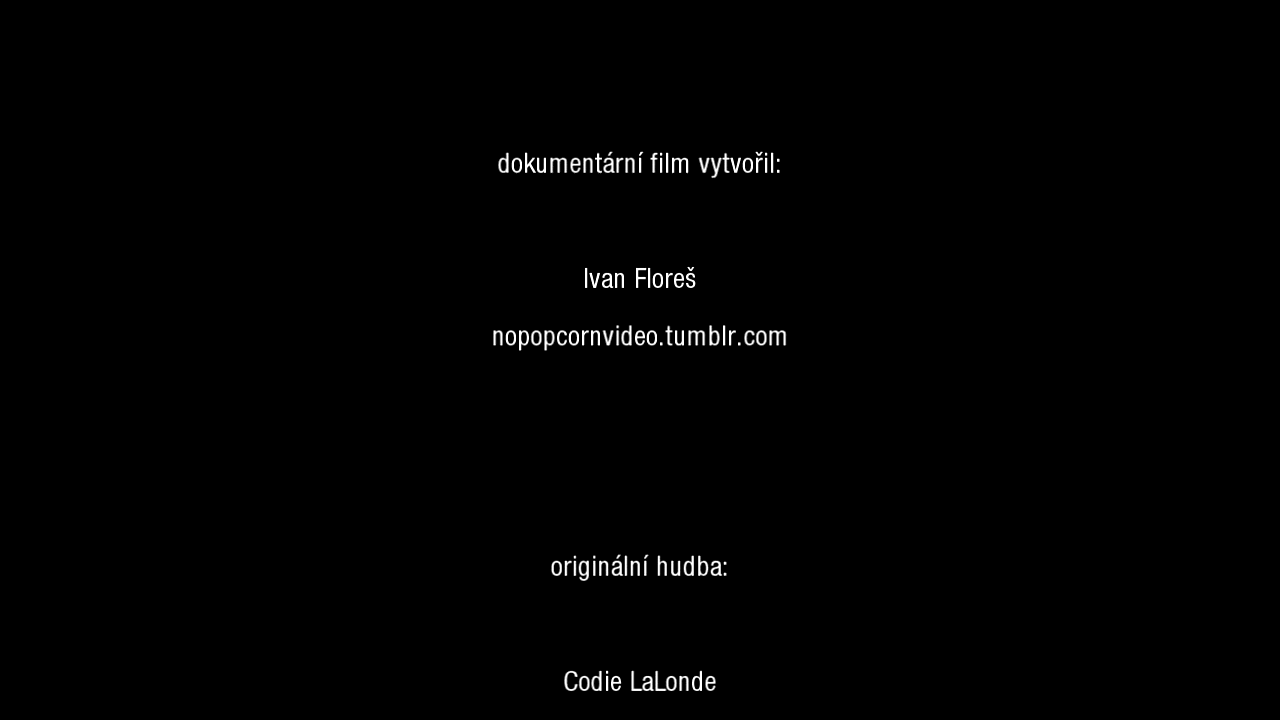 dokumentární film vytvořil:
Ivan Floreš
nopopcornvideo.tumblr.com
originální hudba:
Codie LaLonde